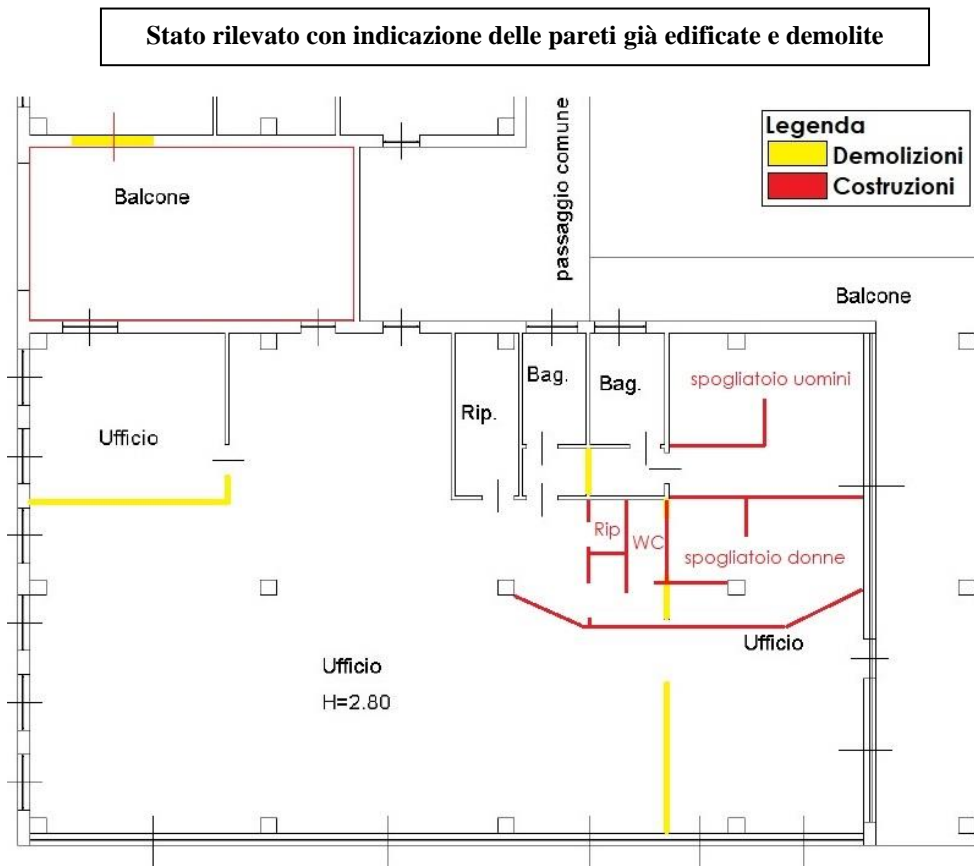 Stato rilevato con indicazione delle pareti già edificate e demolite
Legenda
Demolizioni
Costruzioni
passaggio comune
Balcone
Balcone
Bag.
Bag.
spogliatoio uomini
Rip.
Ufficio
Rip
WC
spogliatoio donne
Ufficio
Ufficio
H=2.80